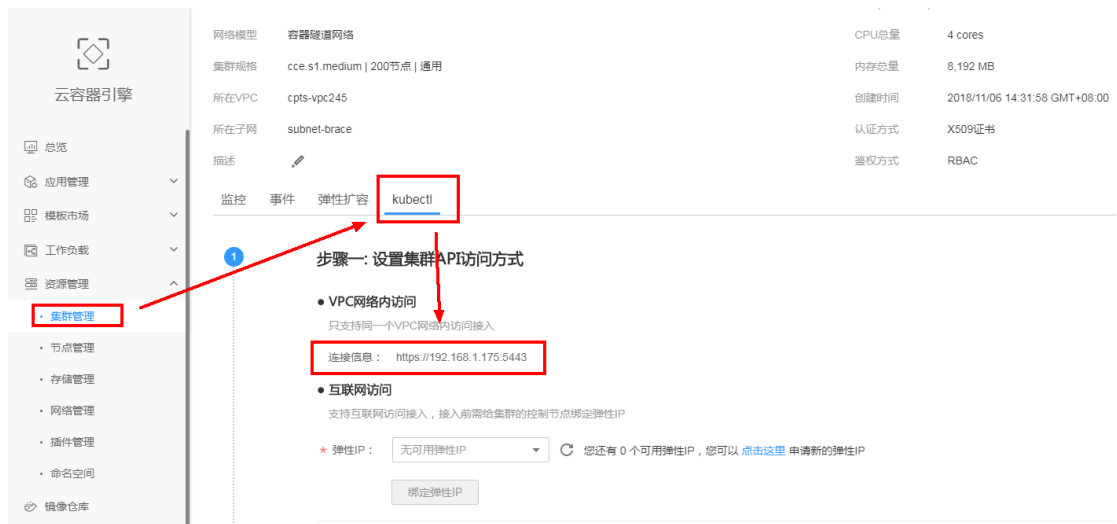 云容器引擎
总览
应用管理
模板市场
工作负载
资源管理
· 集群管理
· 节点管理
· 存储管理
· 网络管理
· 插件管理
· 命名空间
镜像仓库
网络模型 容器隧道网络 CPU总量 4 cores
集群规格 cce.s1.medium | 200节点 | 通用 内存总量 8,192 MB
所在VPC cpts-vpc245 创建时间 2018/11/06 14:31:58 GMT+08:00
所在子网 subnet-brace 认证方式 X509证书
描述 鉴权方式 RBAC
监控 事件 弹性扩容 kubectl
1 步骤一: 设置集群API访问方式
● VPC网络内访问
只支持同一个VPC网络内访问接入
连接信息： https://192.168.1.175:5443
● 互联网访问
支持互联网访问接入，接入前需给集群的控制节点绑定弹性IP
* 弹性IP： 无可用弹性IP 您还有 0 个可用弹性IP，您可以 点击这里 申请新的弹性IP
绑定弹性IP